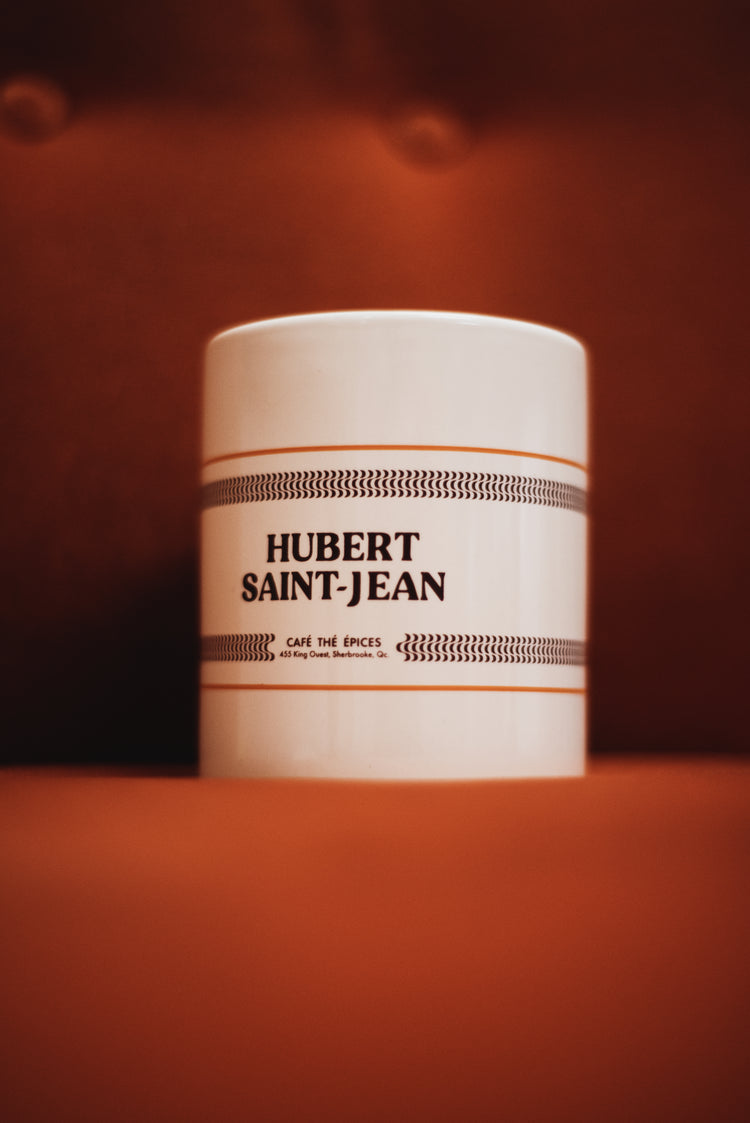 HUBERT
SAINT-JEAN
CAFÉ THÉ ÉPICES
455 King Ouest, Sherbrooke, Qc.